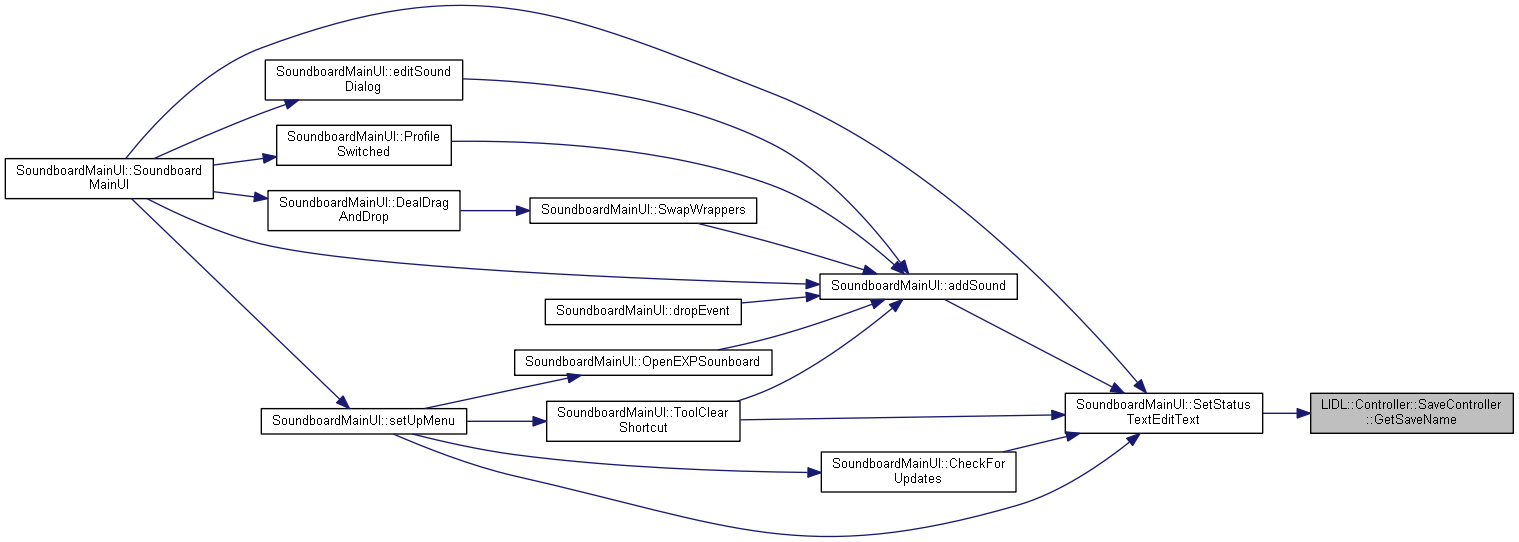 SoundboardMainUI::editSound
Dialog
SoundboardMainUI::Profile
Switched
SoundboardMainUI::Soundboard
MainUI
SoundboardMainUI::DealDrag
AndDrop
SoundboardMainUI::SwapWrappers
SoundboardMainUI::addSound
SoundboardMainUI::dropEvent
SoundboardMainUI::OpenEXPSounboard
SoundboardMainUI::setUpMenu
SoundboardMainUI::ToolClear
Shortcut
SoundboardMainUI::SetStatus
TextEditText
LIDL::Controller::SaveController
::GetSaveName
SoundboardMainUI::CheckFor
Updates